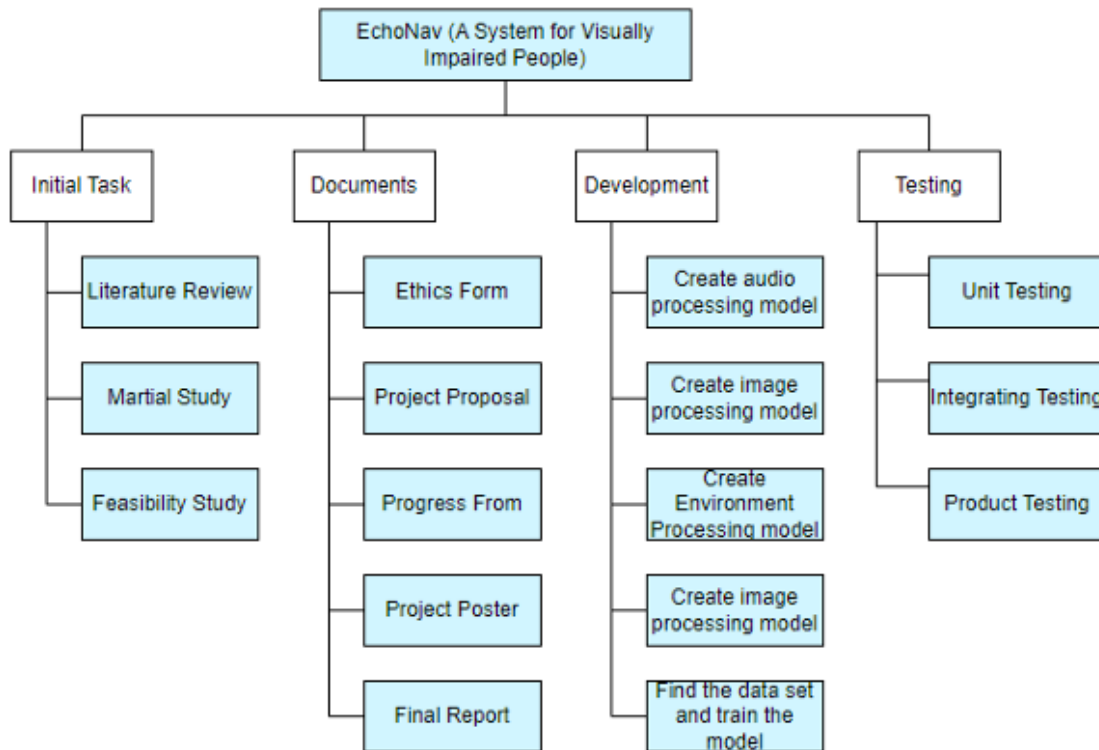 EchoNav (A System for Visually
Impaired People)
Initial Task
Documents
Development
Testing
Literature Review
Ethics Form
Create audio
processing model
Unit Testing
Martial Study
Project Proposal
Create image
processing model
Integrating Testing
Feasibility Study
Progress From
Create
Environment
Processing model
Product Testing
Project Poster
Create image
processing model
Final Report
Find the data set
and train the
model